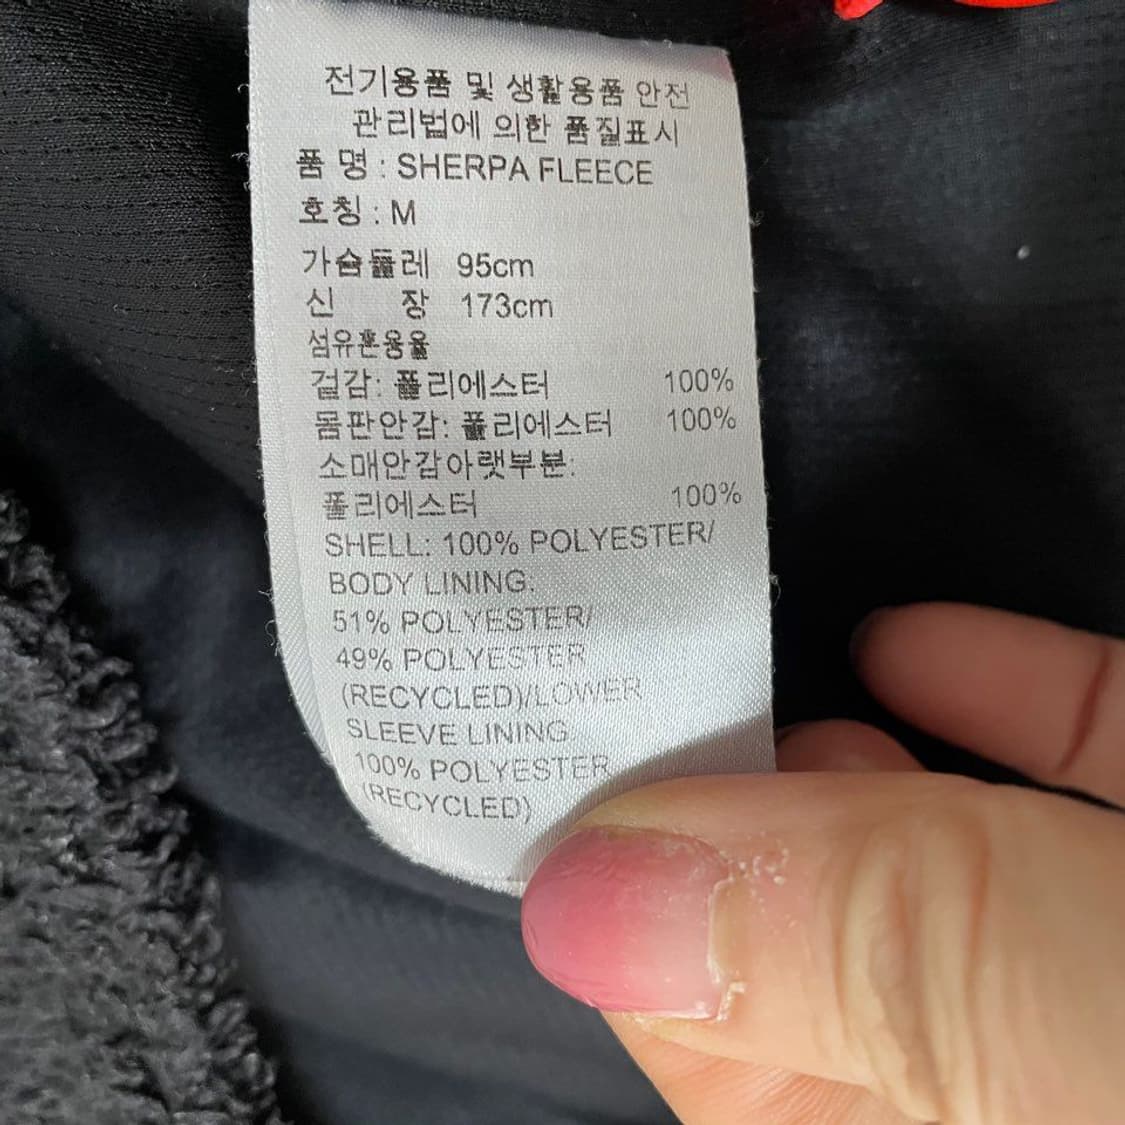 전기용품 및 생활용품 안전
관리법에 의한 품질표시
품 명 : SHERPA FLEECE
호칭 : M
가슴둘레 95cm
신 장 173cm
섬유혼용율
겉감: 폴리에스터 100%
몸판안감: 폴리에스터 100%
소매안감아랫부분:
폴리에스터 100%
SHELL: 100% POLYESTER/
BODY LINING:
51% POLYESTER/
49% POLYESTER
(RECYCLED)/LOWER
SLEEVE LINING
100% POLYESTER
(RECYCLED)